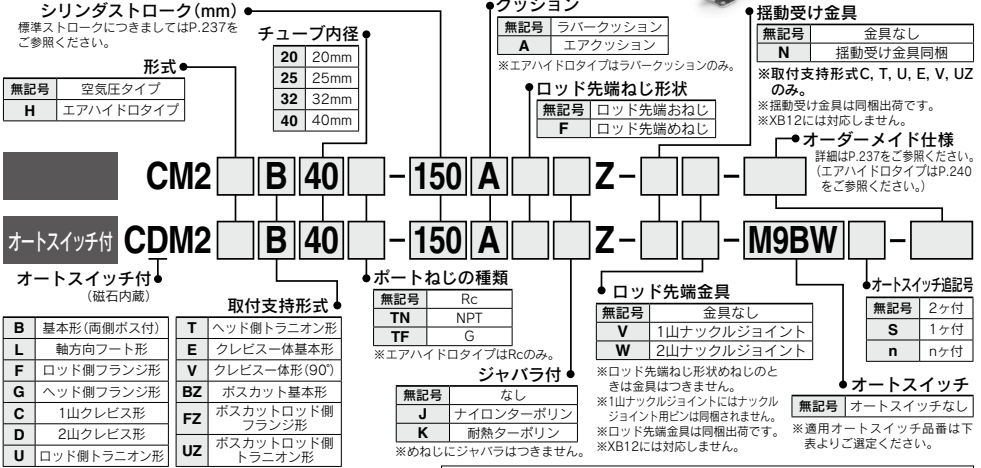 シリンダストローク(mm)
標準ストロークにつきましてはP.237を
ご参照ください。
形式
無記号 空気圧タイプ
H エアハイドロタイプ
チューブ内径
20 20mm
25 25mm
32 32mm
40 40mm
クッション
無記号 ラバークッション
A エアクッション
※エアハイドロタイプはラバークッションのみ。
ロッド先端ねじ形状
無記号 ロッド先端おねじ
F ロッド先端めねじ
揺動受け金具
無記号 金具なし
N 揺動受け金具同梱
※取付支持形式C, T, U, E, V, UZ
のみ。
※揺動受け金具は同梱出荷です。
※XB12には対応しません。
オーダーメイド仕様
詳細はP.237をご参照ください。
(エアハイドロタイプはP.240
をご参照ください。)
CM2 B 40 - 150 A Z- -
オートスイッチ付 CDM2 B 40 - 150 A Z- - M9BW -
オートスイッチ付
(磁石内蔵)
取付支持形式
B 基本形(両側ボス付)
L 軸方向フート形
F ロッド側フランジ形
G ヘッド側フランジ形
C 1山クレビス形
D 2山クレビス形
U ロッド側トラニオン形
T ヘッド側トラニオン形
E クレビス一体基本形
V クレビス一体形(90°)
BZ ボスカット基本形
FZ ボスカットロッド側
フランジ形
UZ ボスカットロッド側
トラニオン形
ポートねじの種類
無記号 Rc
TN NPT
TF G
※エアハイドロタイプはRcのみ。
ジャバラ付
無記号 なし
J ナイロンターポリン
K 耐熱ターポリン
※めねじにジャバラはつきません。
ロッド先端金具
無記号 金具なし
V 1山ナックルジョイント
W 2山ナックルジョイント
※ロッド先端ねじ形状めねじのと
きは金具はつきません。
※1山ナックルジョイントにはナックル
ジョイント用ピンは同梱されません。
※ロッド先端金具は同梱出荷です。
※XB12には対応しません。
オートスイッチ追記号
無記号 2ヶ付
S 1ヶ付
n nヶ付
オートスイッチ
無記号 オートスイッチなし
※適用オートスイッチ品番は下
表よりご選定ください。